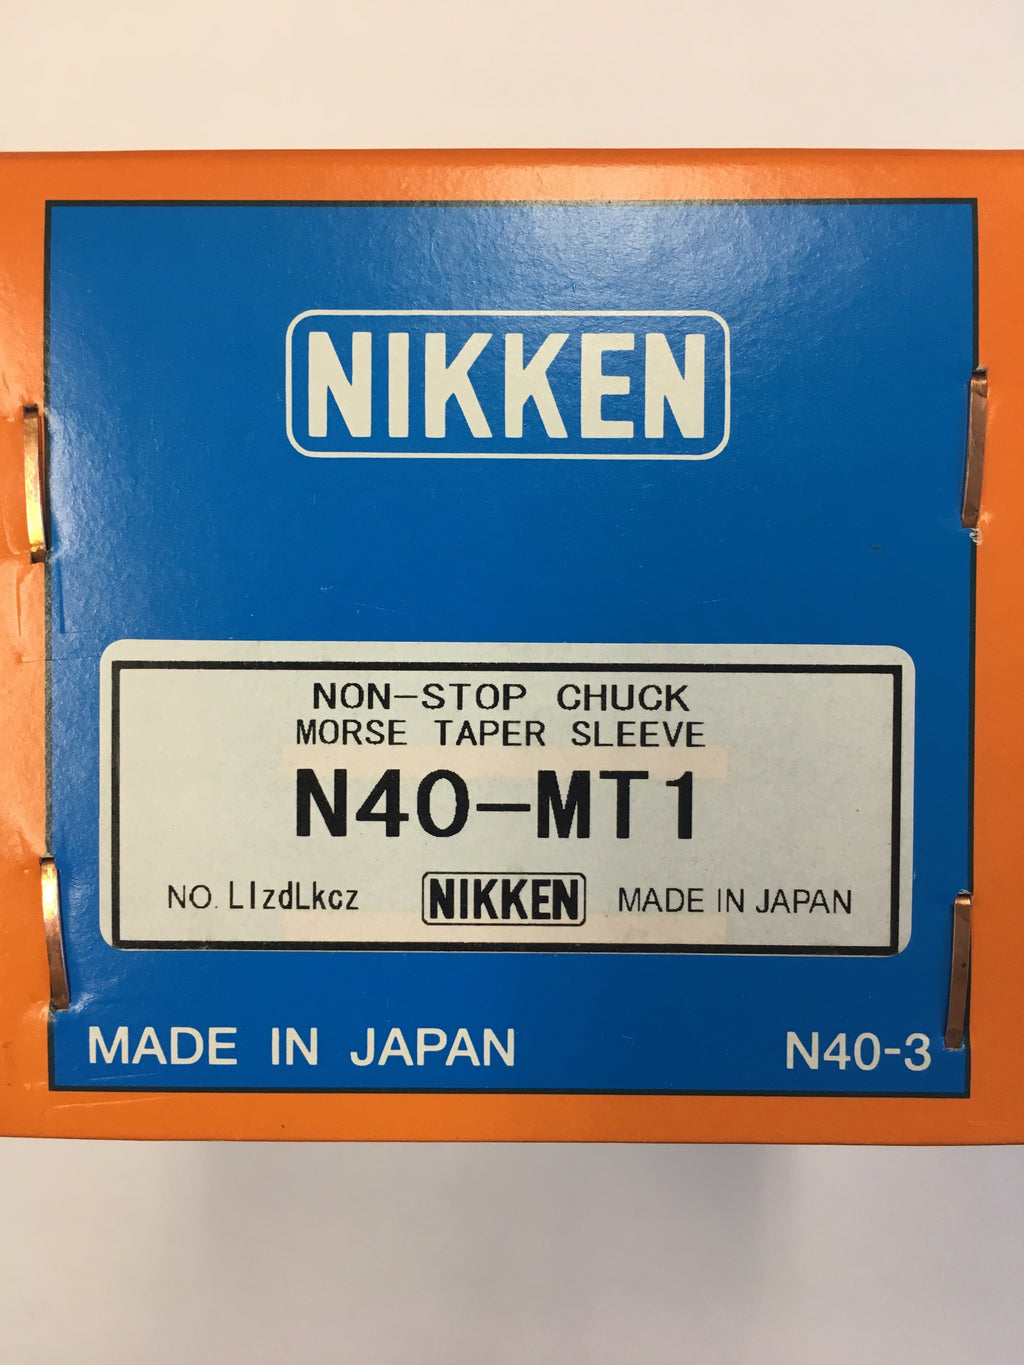 NIKKEN
NON-STOP CHUCK
MORSE TAPER SLEEVE
N40-MT1
NO. LIzdLkcz NIKKEN MADE IN JAPAN
MADE IN JAPAN N40-3